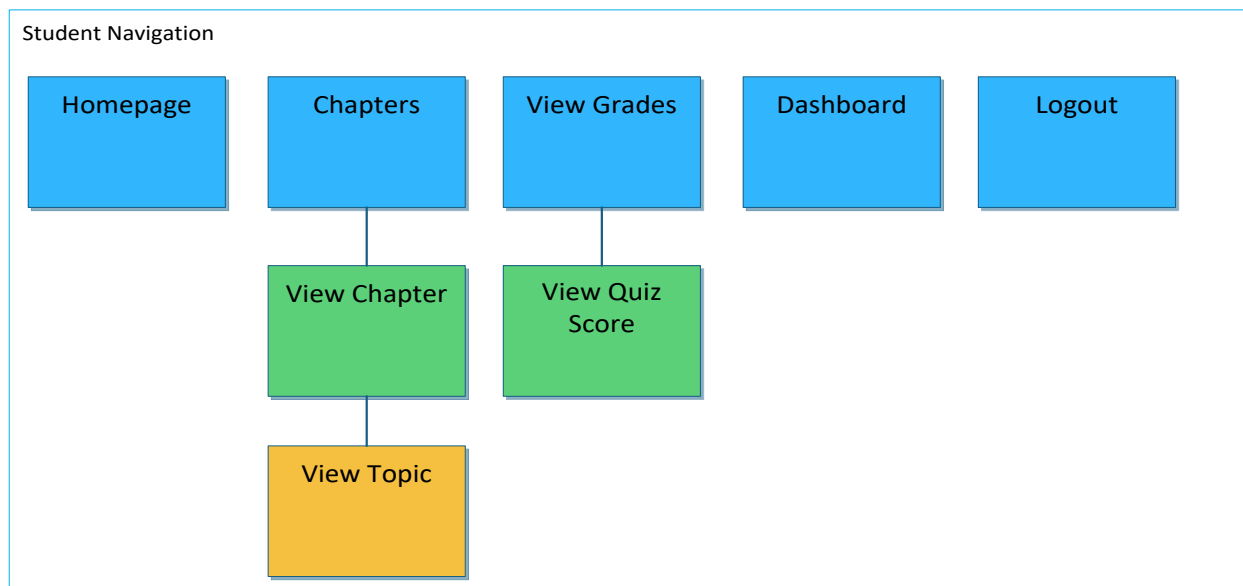 Student Navigation
Homepage
Chapters
View Grades
Dashboard
Logout
View Chapter
View Quiz
Score
View Topic